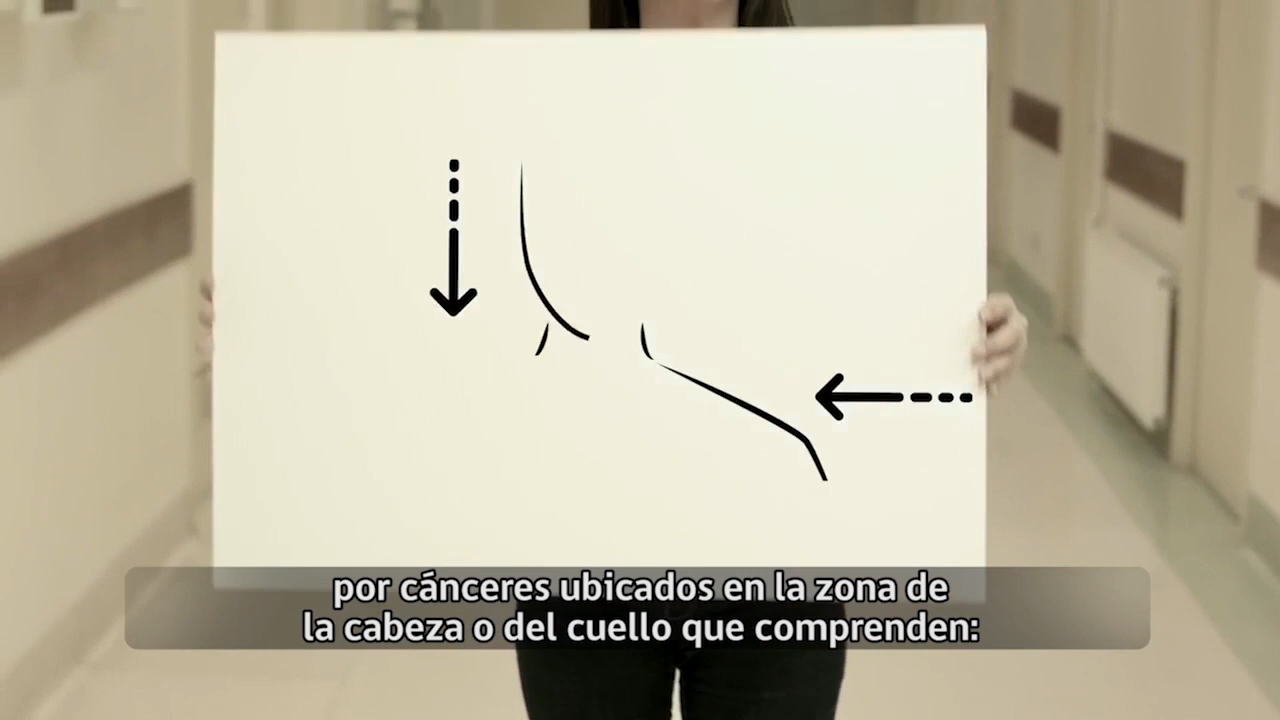 por cánceres ubicados en la zona de
la cabeza o del cuello que comprenden: